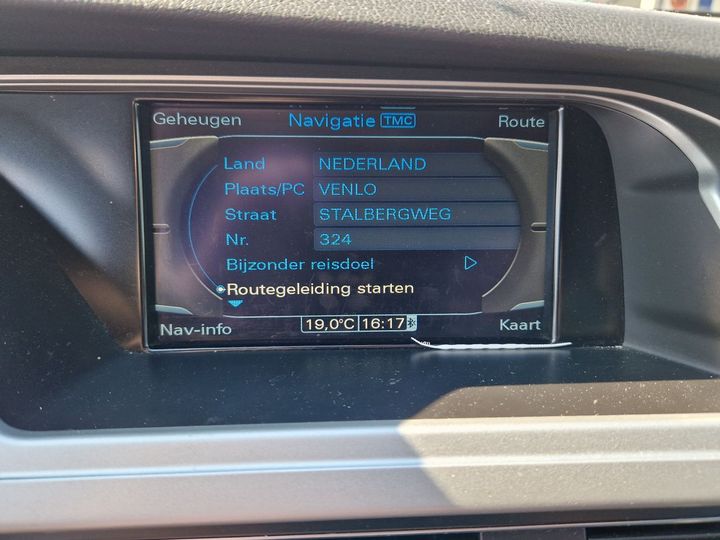 Geheugen Navigatie TMC Route
Land NEDERLAND
Plaats/PC VENLO
Straat STALBERGWEG
Nr. 324
Bijzonder reisdoel
Routegeleiding starten
Nav-info 19,0°C 16:17 Kaart